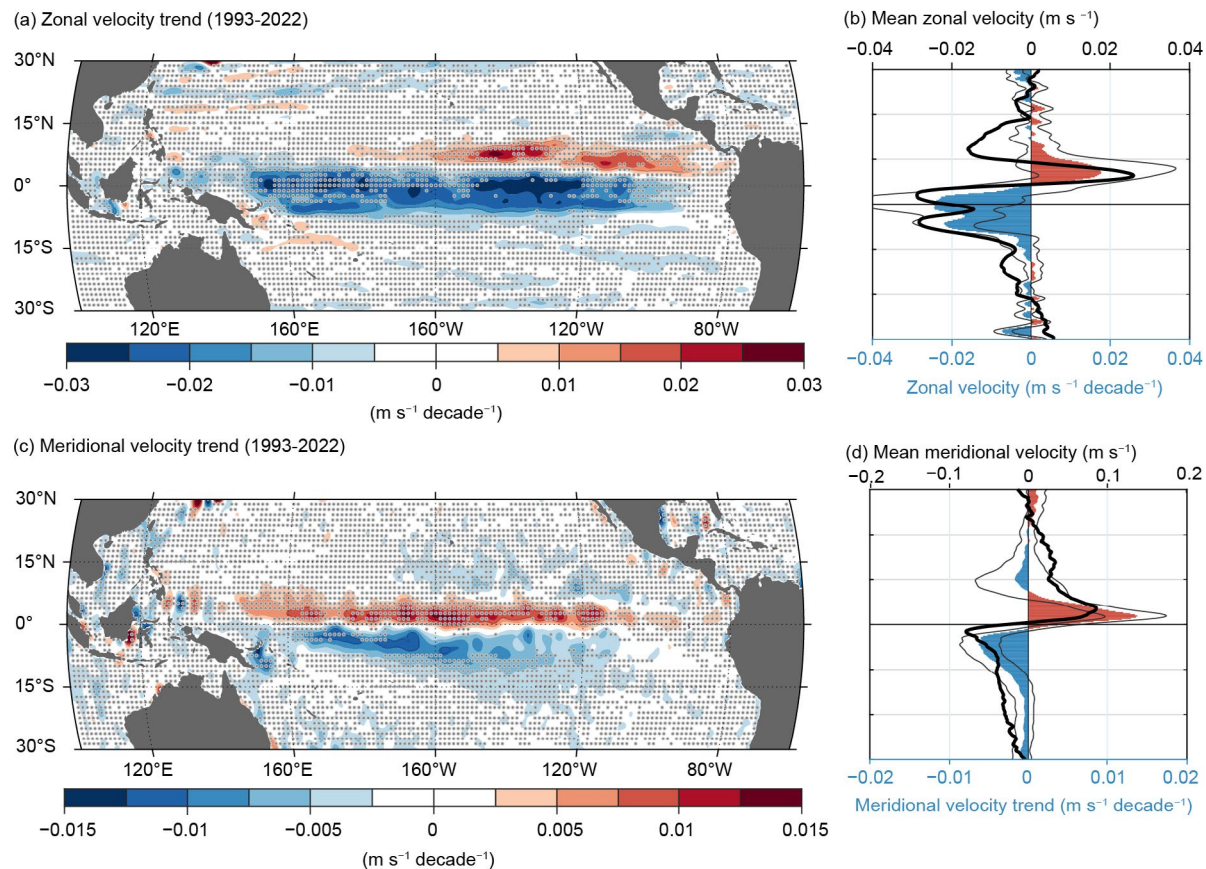 (a) Zonal velocity trend (1993-2022)
30°N
15°N
0°
15°S
30°S
120°E 160°E 160°W 120°W 80°W
−0.03 −0.02 −0.01 0 0.01 0.02 0.03
(m s⁻¹ decade⁻¹)
(b) Mean zonal velocity (m s ⁻¹)
−0.04 −0.02 0 0.02 0.04
−0.04 −0.02 0 0.02 0.04
Zonal velocity (m s⁻¹ decade⁻¹)
(c) Meridional velocity trend (1993-2022)
30°N
15°N
0°
15°S
30°S
120°E 160°E 160°W 120°W 80°W
−0.015 −0.01 −0.005 0 0.005 0.01 0.015
(m s⁻¹ decade⁻¹)
(d) Mean meridional velocity (m s⁻¹)
−0.2 −0.1 0 0.1 0.2
−0.02 −0.01 0 0.01 0.02
Meridional velocity trend (m s⁻¹ decade⁻¹)